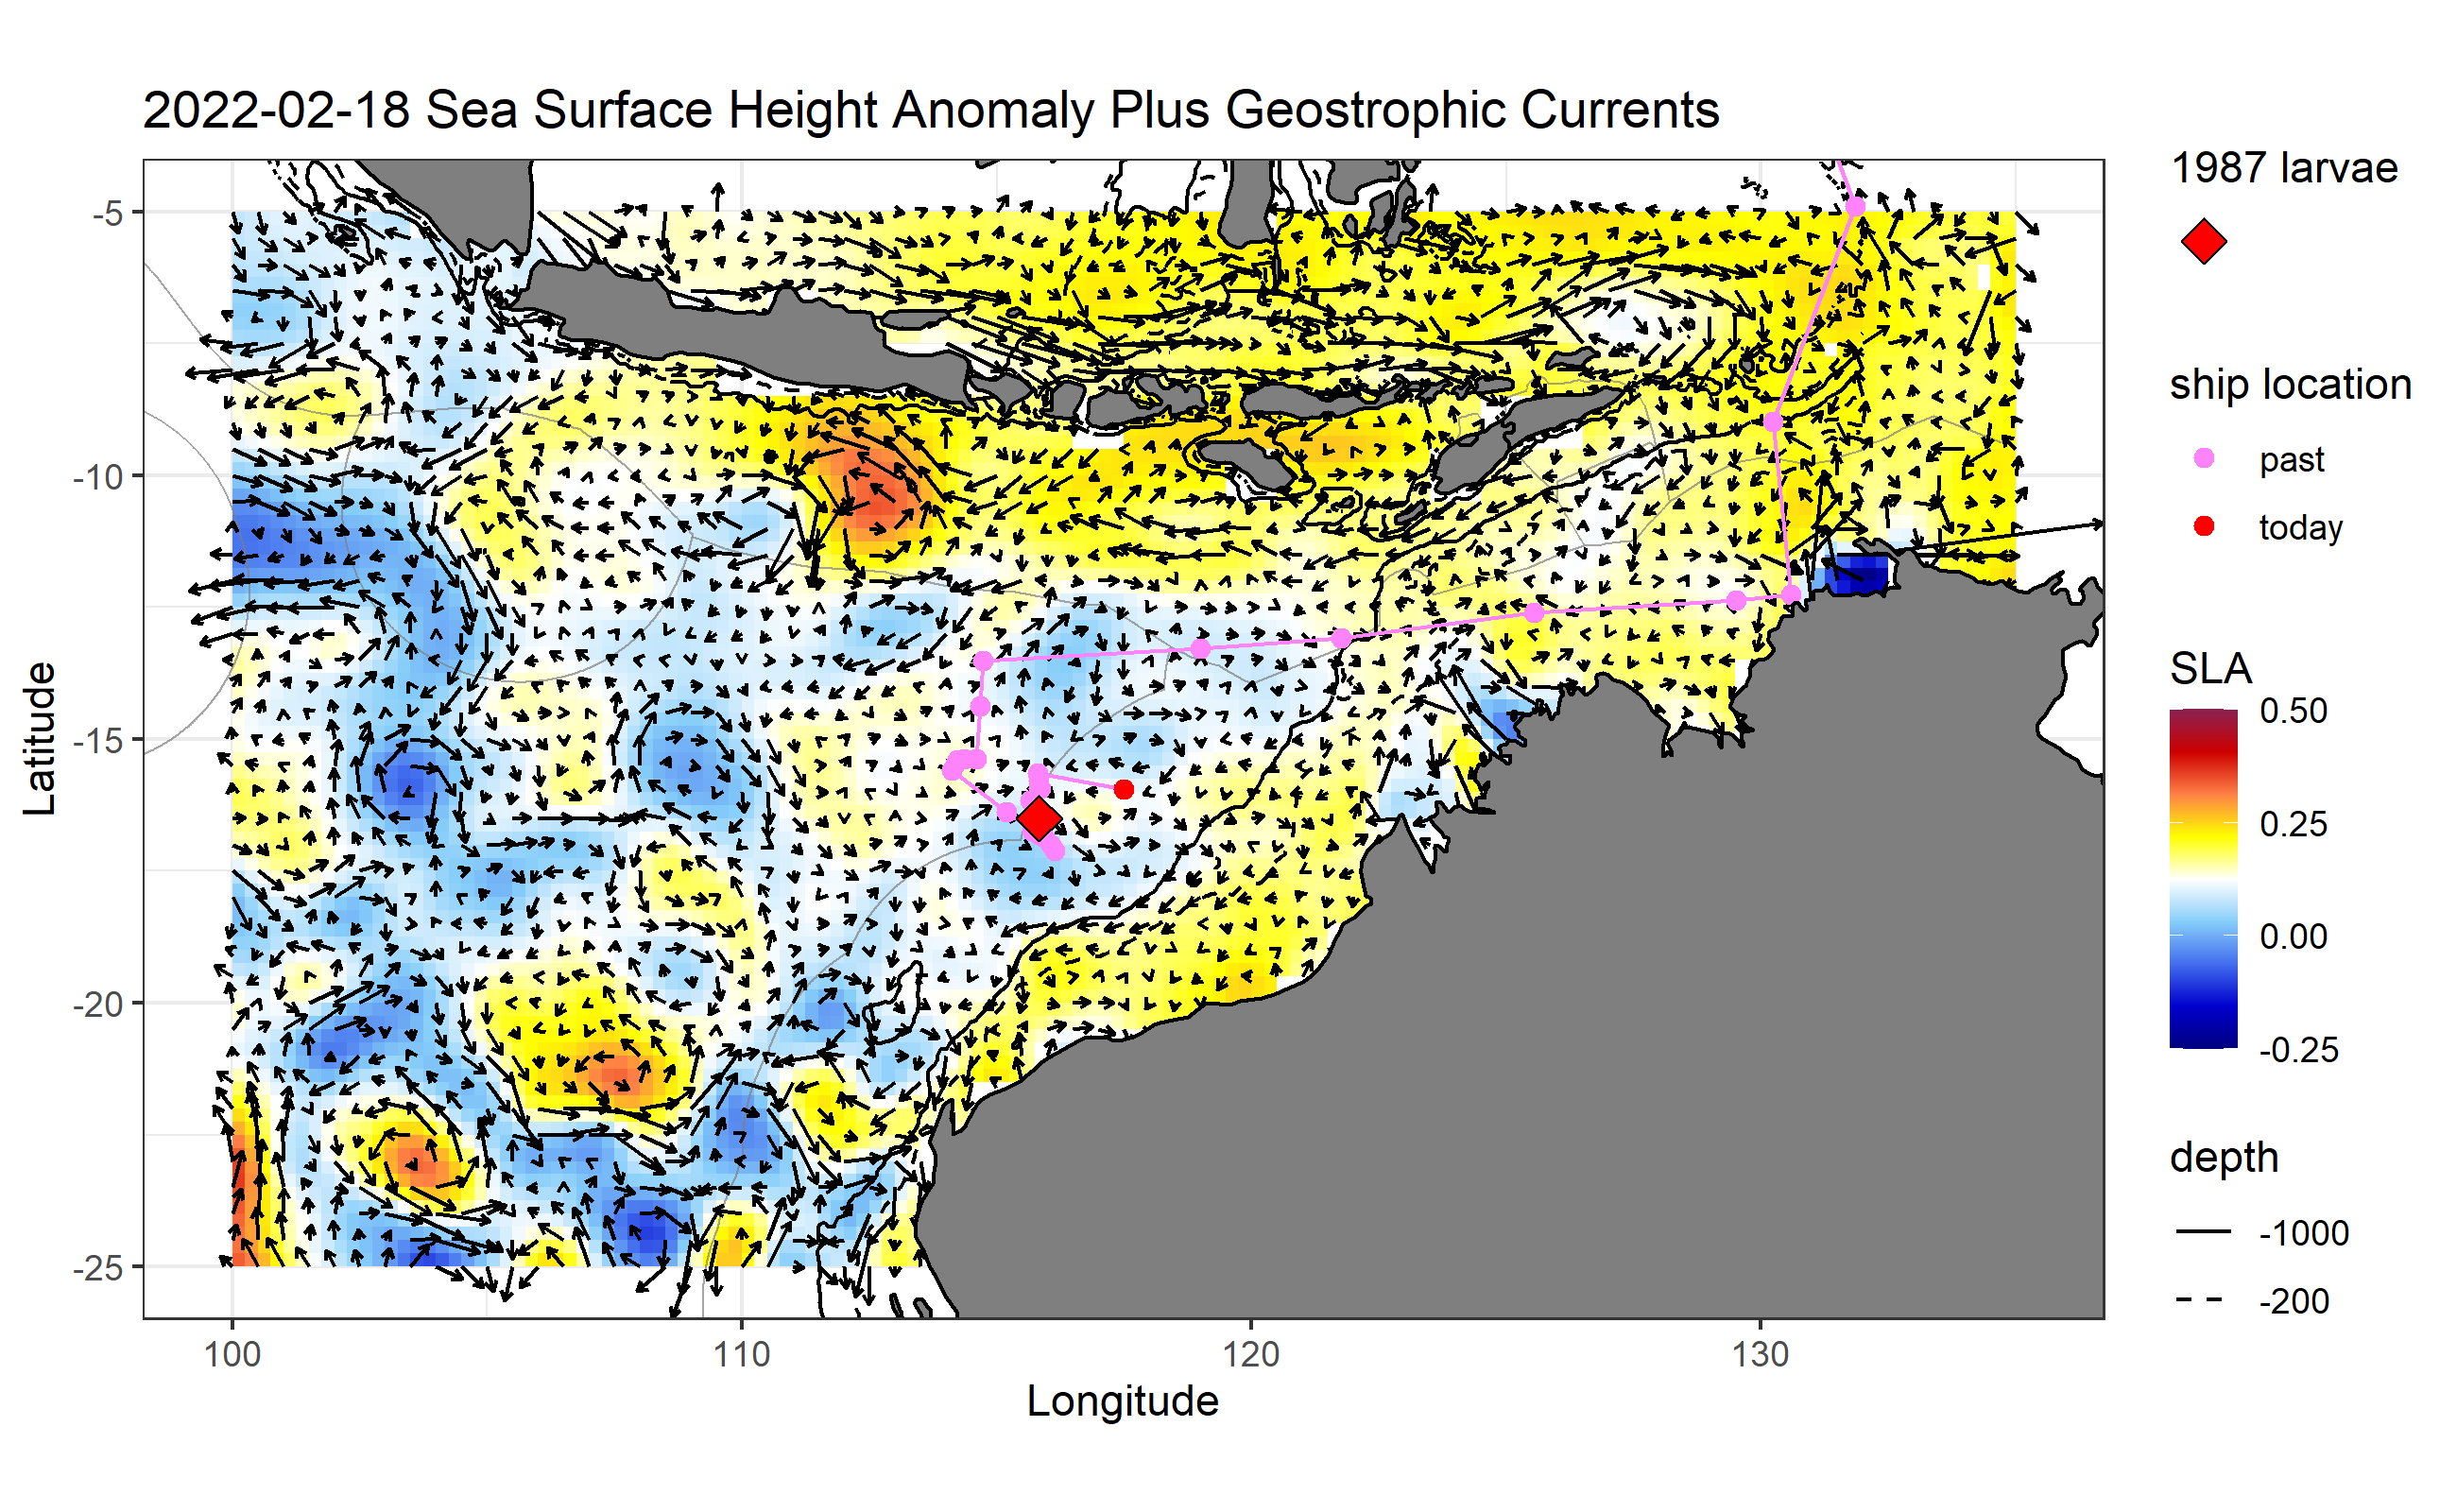 2022-02-18 Sea Surface Height Anomaly Plus Geostrophic Currents
1987 larvae
ship location
past
today
SLA
0.50
0.25
0.00
-0.25
depth
-1000
-200
Latitude
-5
-10
-15
-20
-25
100
110
120
130
Longitude